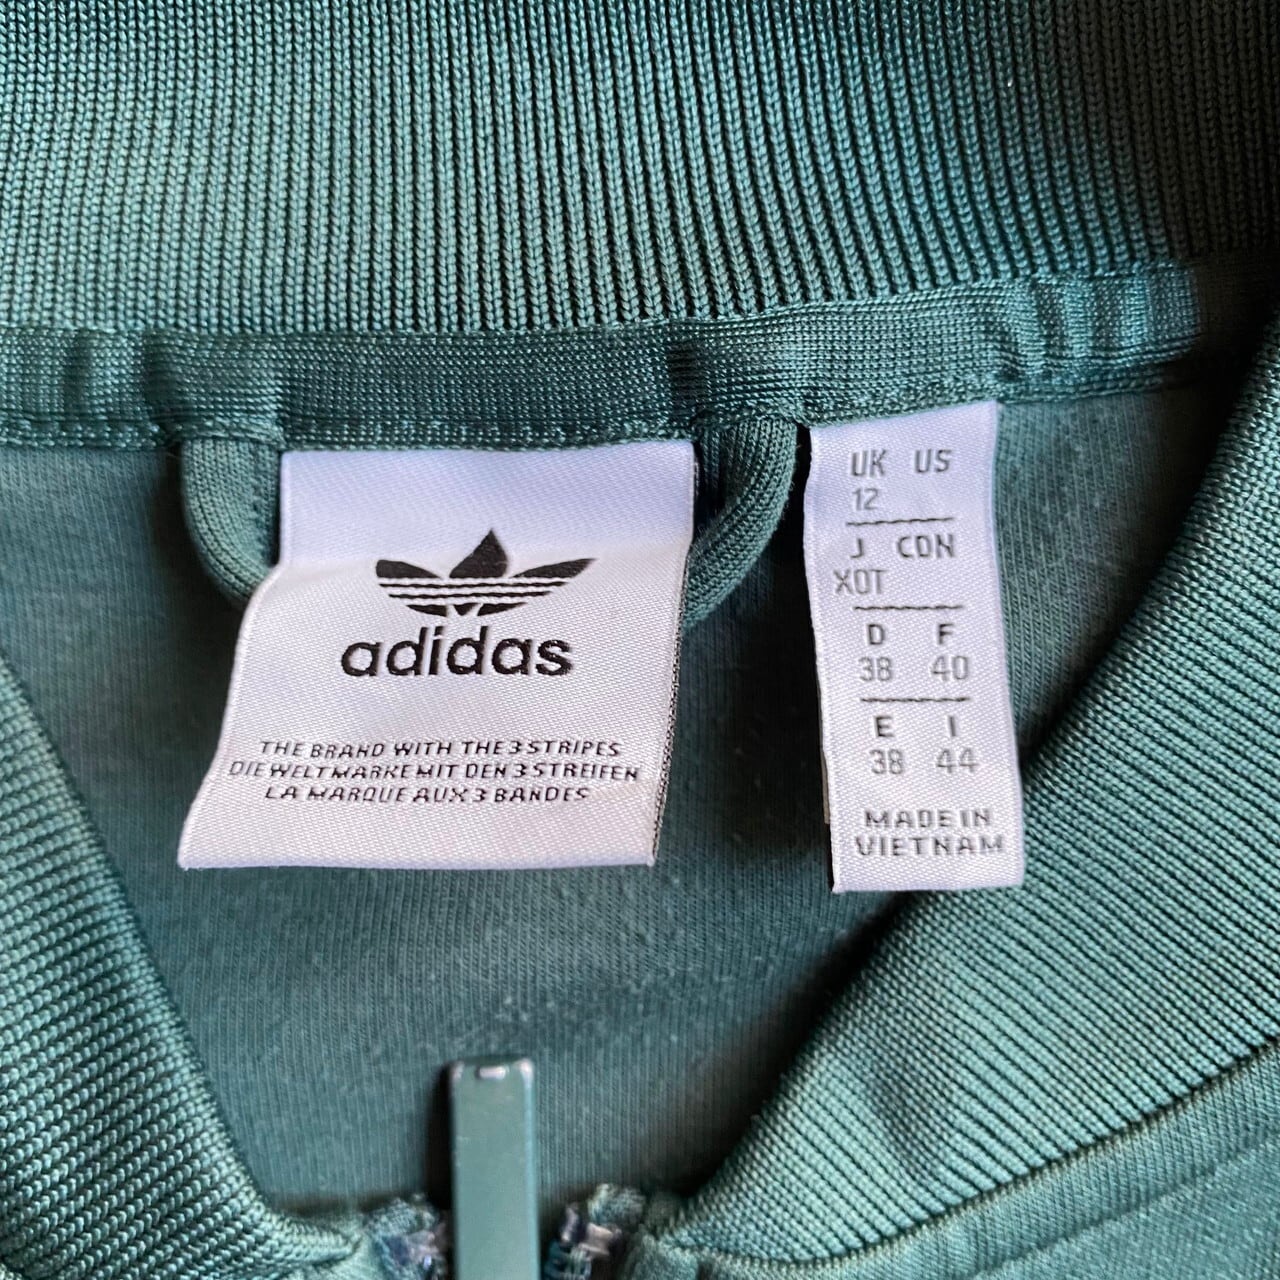 adidas
THE BRAND WITH THE 3 STRIPES
DIE WELTMARKE MIT DEN 3 STREIFEN
LA MARQUE AUX 3 BANDES
UK US
12
J CDN
XOT
D F
38 40
E I
38 44
MADE IN
VIETNAM